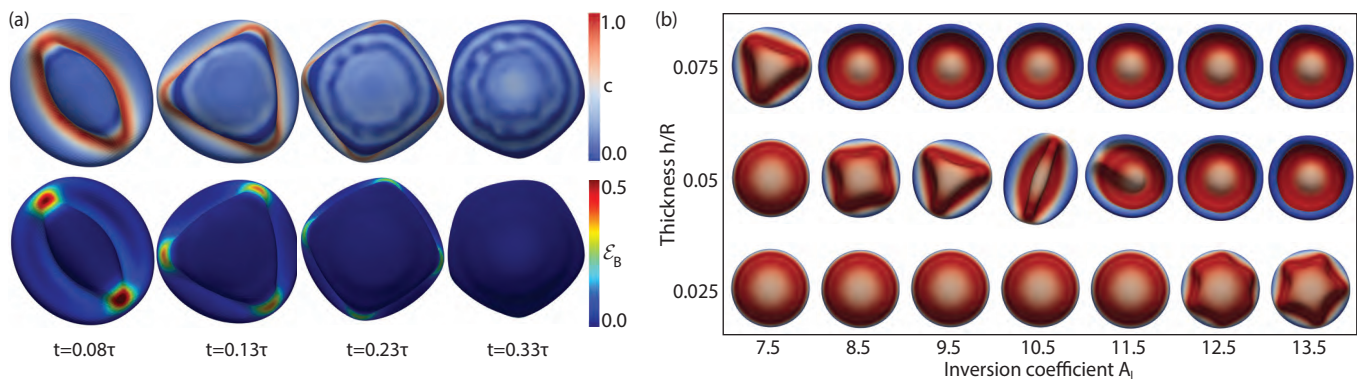 (a)
1.0
c
0.0
0.5
ℰB
0.0
t=0.08τ
t=0.13τ
t=0.23τ
t=0.33τ
(b)
Thickness h/R
0.075
0.05
0.025
7.5
8.5
9.5
10.5
11.5
12.5
13.5
Inversion coefficient AI